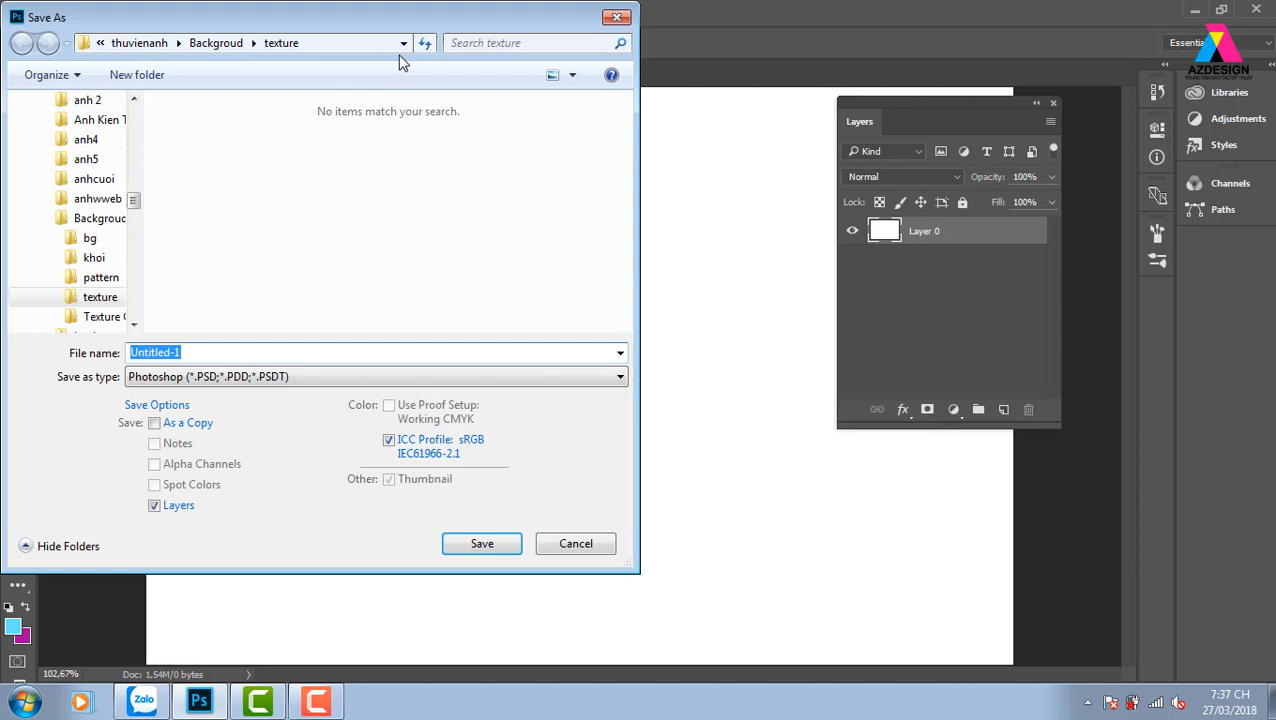 Save As
« thuvienanh Backgroud texture Search texture
Organize New folder
anh 2
anh4
anh5
anhcuoi
anhwweb
Backgroud
bg
khoi
pattern
texture
No items match your search.
File name: Untitled-1
Save as type: Photoshop (*.PSD;*.PDD;*.PSDT)
Save Options
Save: As a Copy
Notes
Alpha Channels
Spot Colors
Layers
Color: Use Proof Setup:
Working CMYK
ICC Profile: sRGB
IEC61966-2.1
Other: Thumbnail
Hide Folders
Save Cancel
Layers
Kind
Normal Opacity: 100%
Lock: Fill: 100%
Layer 0
fx
AZDESIGN
Libraries
Adjustments
Styles
Channels
Paths
102,67% Doc: 1,54M/0 bytes
Zalo Ps
7:37 CH
27/03/2018